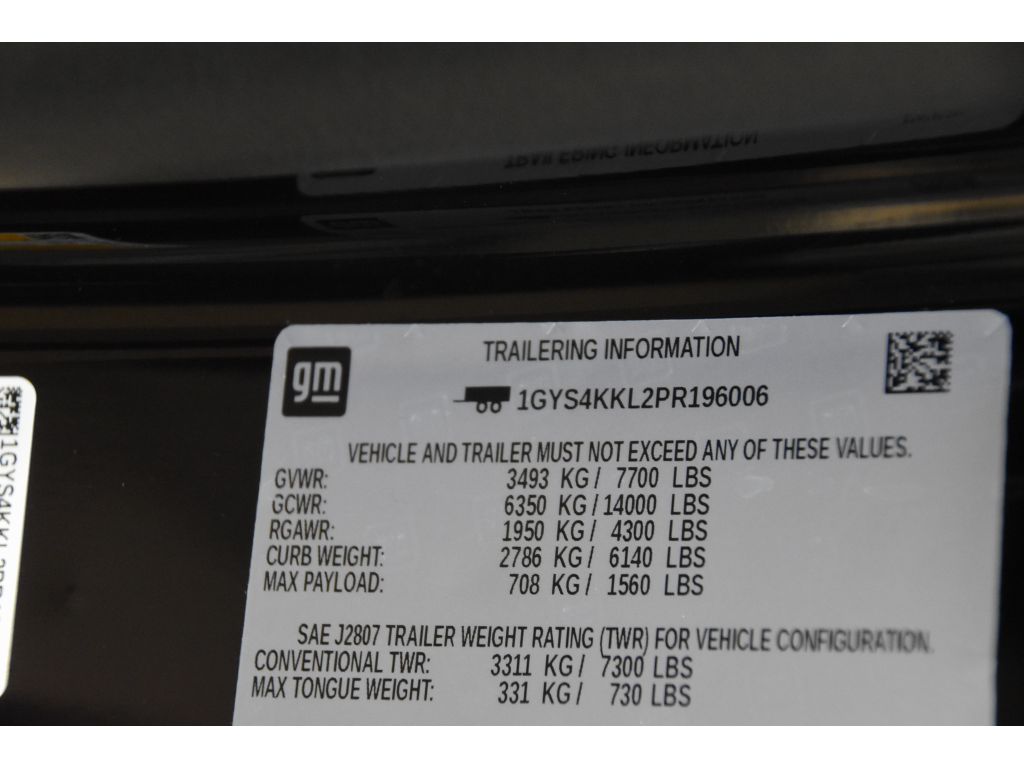 TRAILERING INFORMATION
gm
TRAILERING INFORMATION
1GYS4KKL2PR196006
VEHICLE AND TRAILER MUST NOT EXCEED ANY OF THESE VALUES.
GVWR: 3493 KG / 7700 LBS
GCWR: 6350 KG / 14000 LBS
RGAWR: 1950 KG / 4300 LBS
CURB WEIGHT: 2786 KG / 6140 LBS
MAX PAYLOAD: 708 KG / 1560 LBS
SAE J2807 TRAILER WEIGHT RATING (TWR) FOR VEHICLE CONFIGURATION.
CONVENTIONAL TWR: 3311 KG / 7300 LBS
MAX TONGUE WEIGHT: 331 KG / 730 LBS